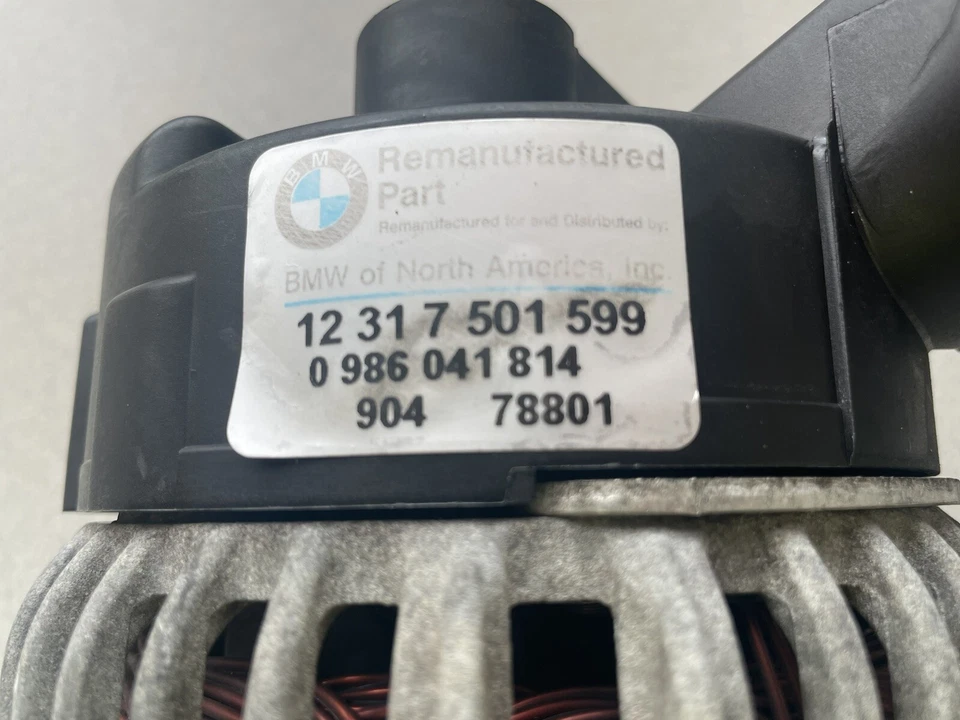 BMW
Remanufactured
Part
Remanufactured for and Distributed by:
BMW of North America, Inc.
12 31 7 501 599
0 986 041 814
904 78801